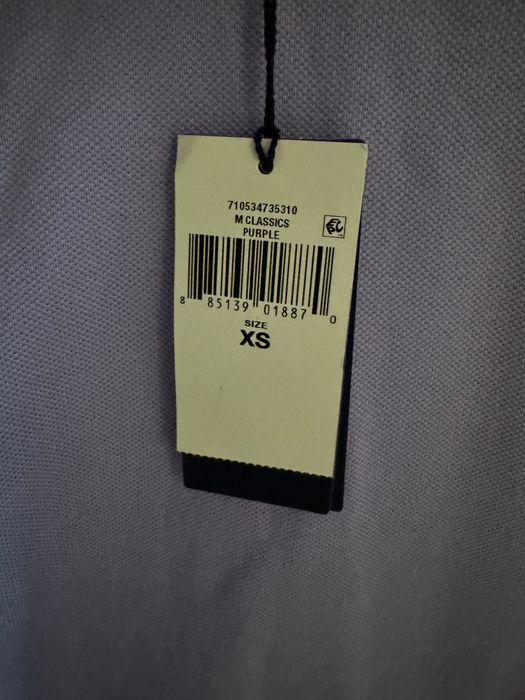 710534735310
M CLASSICS
PURPLE
8 85139 01887 0
SIZE
XS